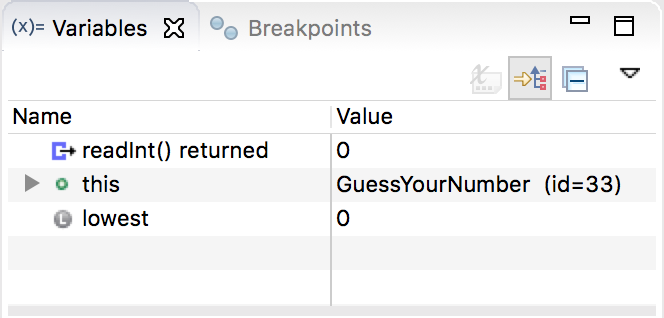 (x)= Variables Breakpoints
Name Value
readInt() returned 0
this GuessYourNumber (id=33)
L lowest 0